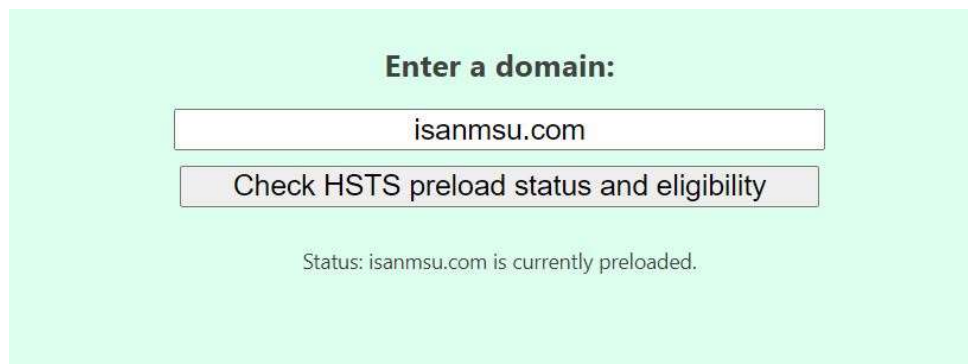 Enter a domain:
isanmsu.com
Check HSTS preload status and eligibility
Status: isanmsu.com is currently preloaded.